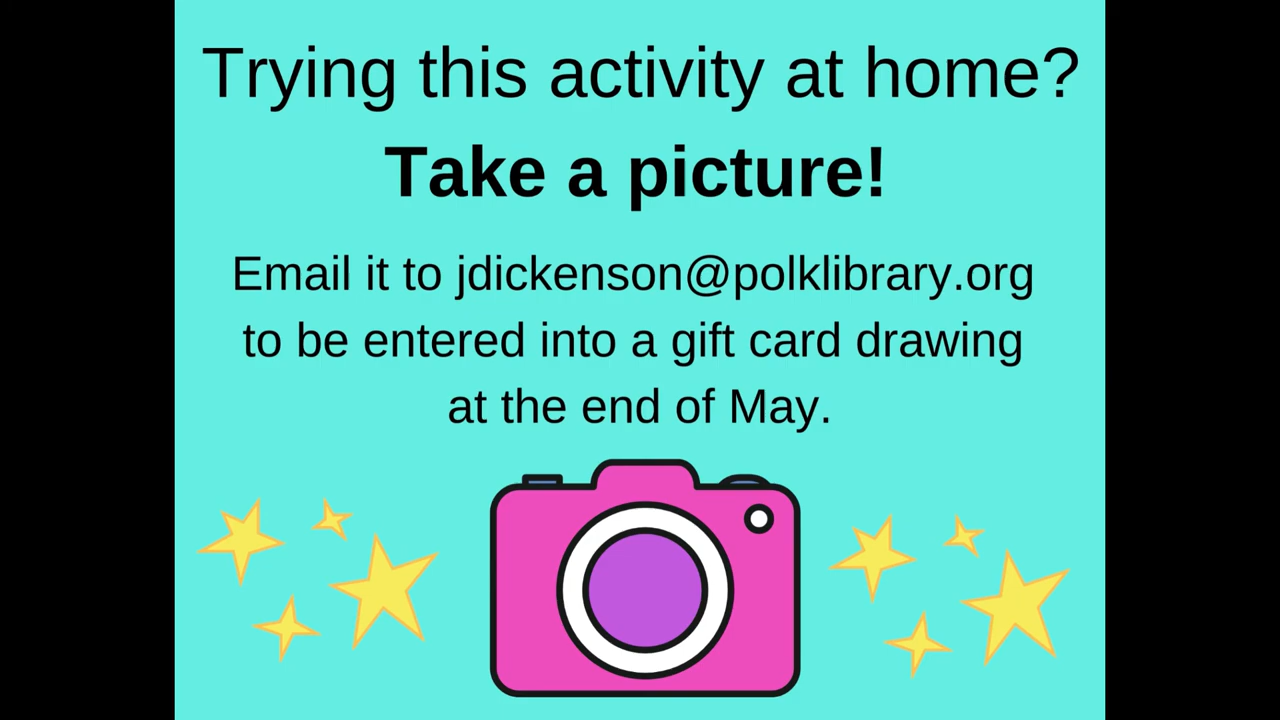 Trying this activity at home?
Take a picture!
Email it to jdickenson@polklibrary.org
to be entered into a gift card drawing
at the end of May.